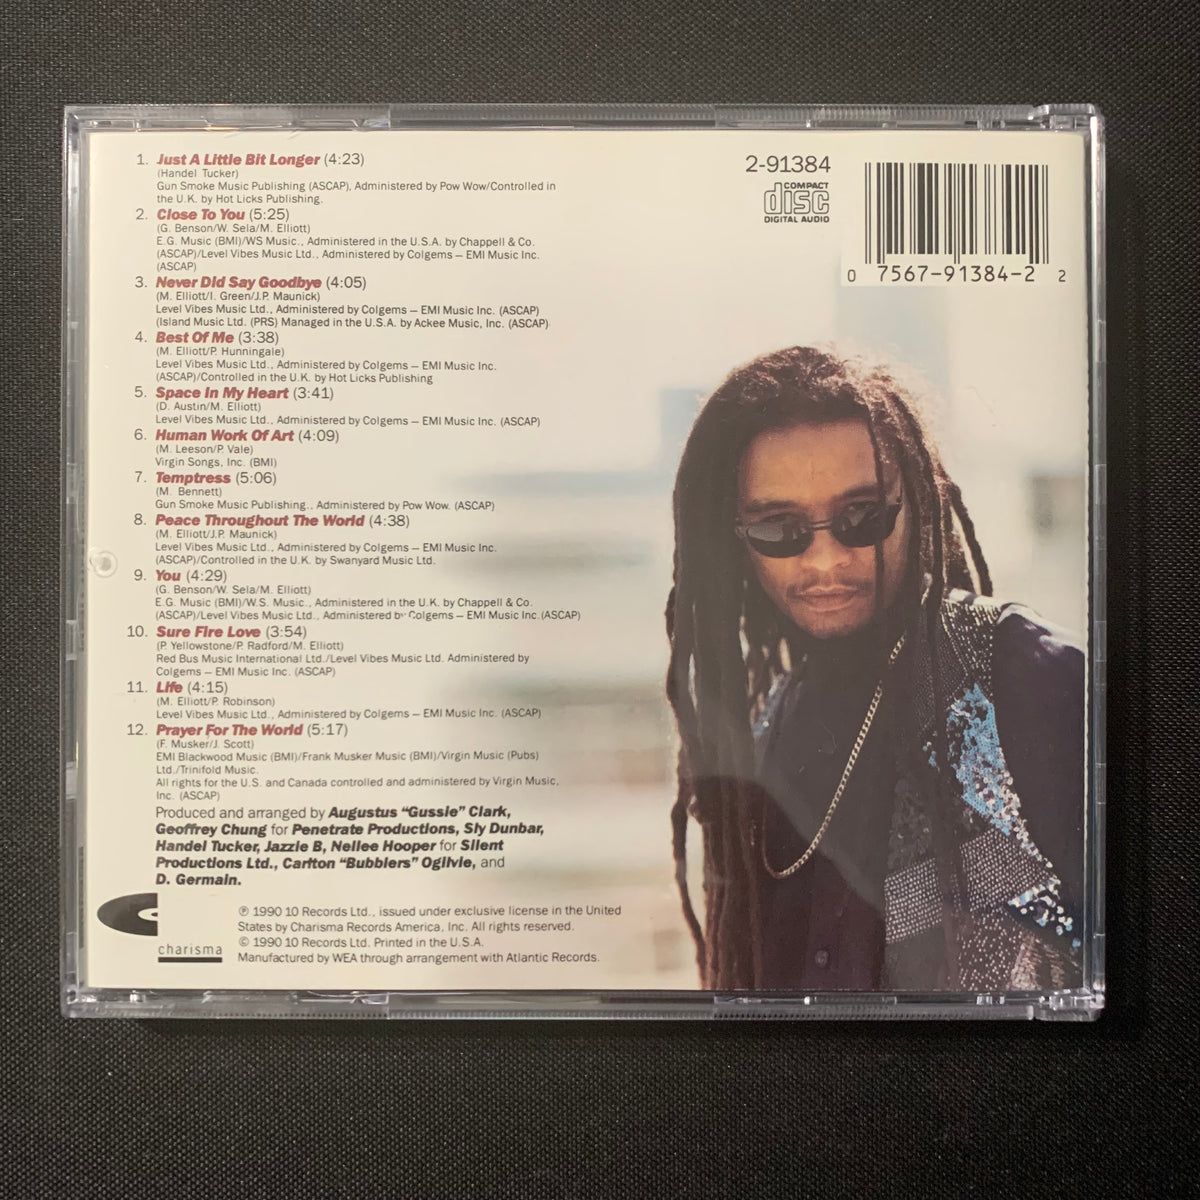 1. Just A Little Bit Longer (4:23)
(Handel Tucker)
Gun Smoke Music Publishing (ASCAP), Administered by Pow Wow/Controlled in
the U.K. by Hot Licks Publishing.
2. Close To You (5:25)
(G. Benson/W. Sela/M. Elliott)
E.G. Music (BMI)/WS Music., Administered in the U.S.A. by Chappell & Co.
(ASCAP)/Level Vibes Music Ltd., Administered by Colgems – EMI Music Inc.
(ASCAP)
3. Never Did Say Goodbye (4:05)
(M. Elliott/I. Green/J.P. Maunick)
Level Vibes Music Ltd., Administered by Colgems – EMI Music Inc. (ASCAP)
(Island Music Ltd. (PRS) Managed in the U.S.A. by Ackee Music, Inc. (ASCAP)
4. Best Of Me (3:38)
(M. Elliott/P. Hunningale)
Level Vibes Music Ltd., Administered by Colgems – EMI Music Inc.
(ASCAP)/Controlled in the U.K. by Hot Licks Publishing
5. Space In My Heart (3:41)
(D. Austin/M. Elliott)
Level Vibes Music Ltd., Administered by Colgems – EMI Music Inc. (ASCAP)
6. Human Work Of Art (4:09)
(M. Leeson/P. Vale)
Virgin Songs, Inc. (BMI)
7. Temptress (5:06)
(M. Bennett)
Gun Smoke Music Publishing., Administered by Pow Wow. (ASCAP)
8. Peace Throughout The World (4:38)
(M. Elliott/J.P. Maunick)
Level Vibes Music Ltd., Administered by Colgems – EMI Music Inc.
(ASCAP)/Controlled in the U.K. by Swanyard Music Ltd.
9. You (4:29)
(G. Benson/W. Sela/M. Elliott)
E.G. Music (BMI)/W.S. Music., Administered in the U.K. by Chappell & Co.
(ASCAP)/Level Vibes Music Ltd., Administered by Colgems – EMI Music Inc. (ASCAP)
10. Sure Fire Love (3:54)
(P. Yellowstone/P. Radford/M. Elliott)
Red Bus Music International Ltd./Level Vibes Music Ltd. Administered by
Colgems – EMI Music Inc. (ASCAP)
11. Life (4:15)
(M. Elliott/P. Robinson)
Level Vibes Music Ltd., Administered by Colgems – EMI Music Inc. (ASCAP)
12. Prayer For The World (5:17)
(F. Musker/J. Scott)
EMI Blackwood Music (BMI)/Frank Musker Music (BMI)/Virgin Music (Pubs)
Ltd./Trinifold Music.
All rights for the U.S. and Canada controlled and administered by Virgin Music,
Inc. (ASCAP)
Produced and arranged by Augustus "Gussie" Clark,
Geoffrey Chung for Penetrate Productions, Sly Dunbar,
Handel Tucker, Jazzie B, Nellee Hooper for Silent
Productions Ltd., Carlton "Bubblers" Ogilvie, and
D. Germain.
℗ 1990 10 Records Ltd., issued under exclusive license in the United
States by Charisma Records America, Inc. All rights reserved.
© 1990 10 Records Ltd. Printed in the U.S.A.
Manufactured by WEA through arrangement with Atlantic Records.
charisma
2-91384
COMPACT
disc
DIGITAL AUDIO
0 7567-91384-2 2